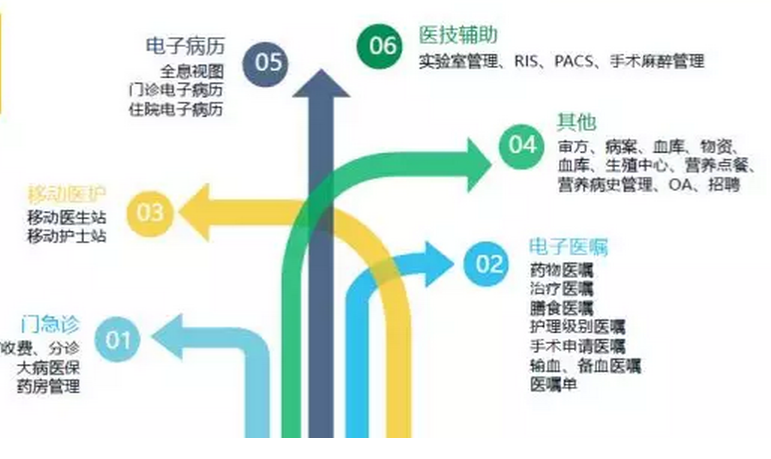 电子病历
全息视图
门诊电子病历
住院电子病历
05
06
医技辅助
实验室管理、RIS、PACS、手术麻醉管理
04
其他
审方、病案、血库、物资、
血库、生殖中心、营养点餐、
营养病史管理、OA、招聘
移动医护
移动医生站
移动护士站
03
02
电子医嘱
药物医嘱
治疗医嘱
膳食医嘱
护理级别医嘱
手术申请医嘱
输血、备血医嘱
医嘱单
门急诊
收费、分诊
大病医保
药房管理
01